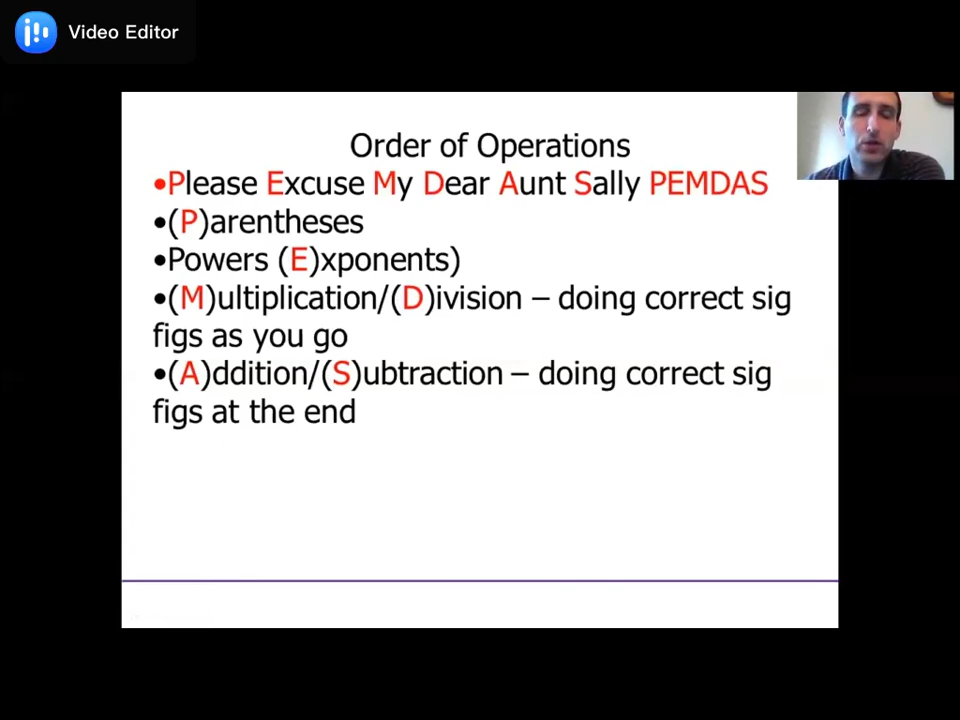 Video Editor
Order of Operations
•Please Excuse My Dear Aunt Sally PEMDAS
•(P)arentheses
•Powers (E)xponents)
•(M)ultiplication/(D)ivision – doing correct sig
figs as you go
•(A)ddition/(S)ubtraction – doing correct sig
figs at the end